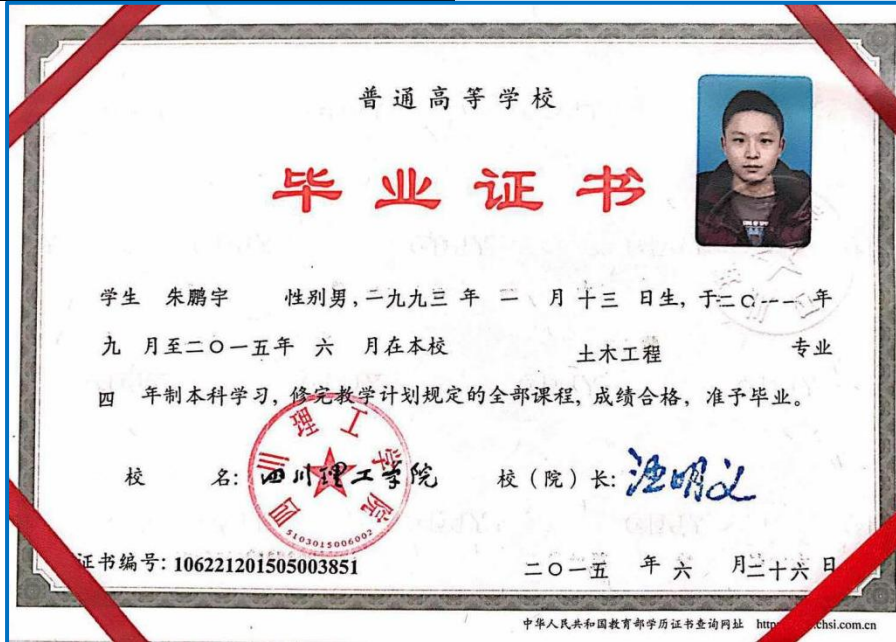 普通高等学校
毕业证书
学生 朱鹏宇 性别男，一九九三 年 一 月 十三 日生，于二〇一一 年
九 月至二〇一五年 六 月在本校 土木工程 专业
四 年制本科学习，修完教学计划规定的全部课程，成绩合格，准予毕业。
校 名：四川理工学院 校（院）长：
四川理工学院
5103015006002
证书编号：106221201505003851 二〇一五 年 六 月二十六日
中华人民共和国教育部学历证书查询网址 chsi.com.cn